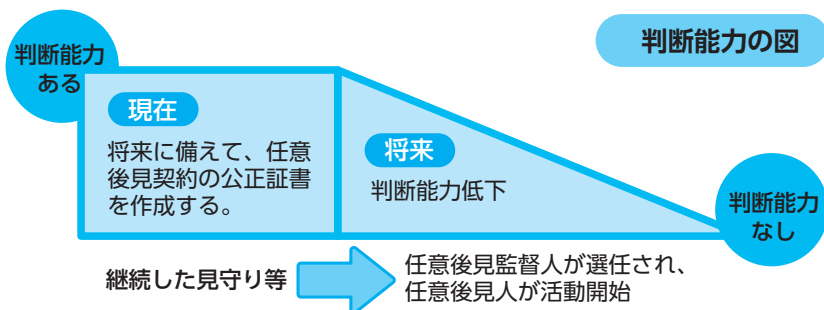 判断能力の図
判断能力
ある
現在
将来に備えて、任意
後見契約の公正証書
を作成する。
将来
判断能力低下
判断能力
なし
継続した見守り等
任意後見監督人が選任され、
任意後見人が活動開始